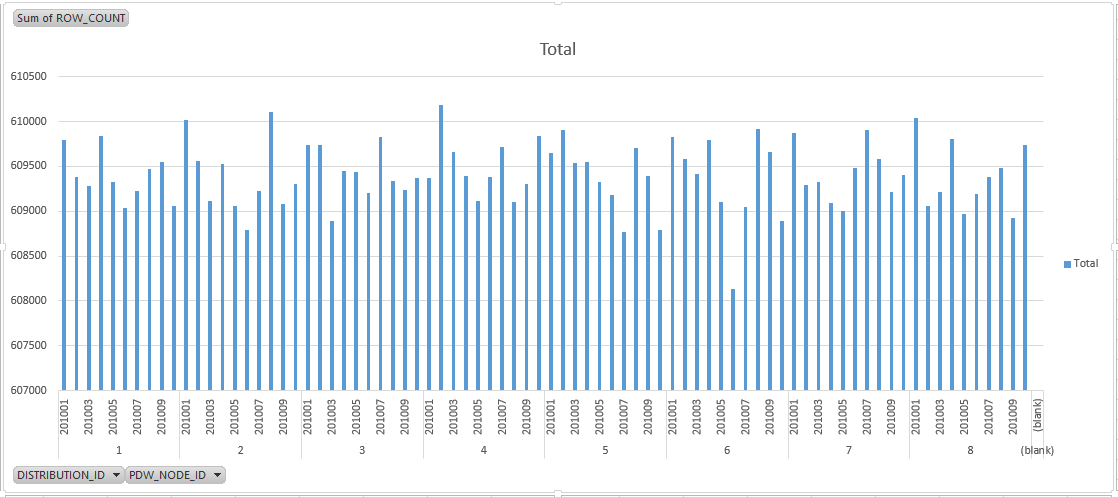 Sum of ROW_COUNT
Total
610500
610000
609500
609000
608500
608000
607500
607000
Total
201001 201003 201005 201007 201009 201001 201003 201005 201007 201009 201001 201003 201005 201007 201009 201001 201003 201005 201007 201009 201001 201003 201005 201007 201009 201001 201003 201005 201007 201009 201001 201003 201005 201007 201009 201001 201003 201005 201007 201009 (blank)
1 2 3 4 5 6 7 8 (blank)
DISTRIBUTION_ID PDW_NODE_ID